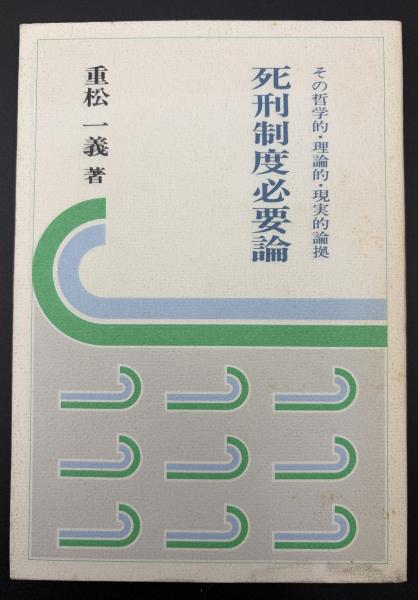 その哲学的・理論的・現実的論拠
死刑制度必要論
重松一義 著